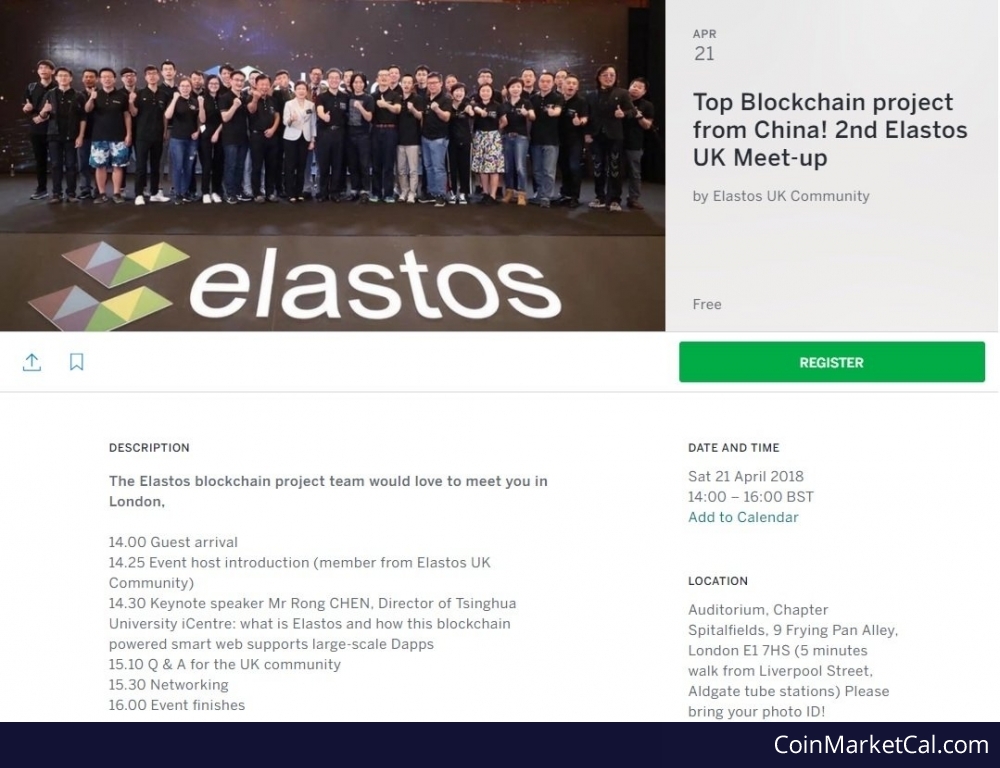 elastos
APR
21
Top Blockchain project
from China! 2nd Elastos
UK Meet-up
by Elastos UK Community
Free
REGISTER
DESCRIPTION
The Elastos blockchain project team would love to meet you in
London,
14.00 Guest arrival
14.25 Event host introduction (member from Elastos UK
Community)
14.30 Keynote speaker Mr Rong CHEN, Director of Tsinghua
University iCentre: what is Elastos and how this blockchain
powered smart web supports large-scale Dapps
15.10 Q & A for the UK community
15.30 Networking
16.00 Event finishes
DATE AND TIME
Sat 21 April 2018
14:00 – 16:00 BST
Add to Calendar
LOCATION
Auditorium, Chapter
Spitalfields, 9 Frying Pan Alley,
London E1 7HS (5 minutes
walk from Liverpool Street,
Aldgate tube stations) Please
bring your photo ID!
CoinMarketCal.com